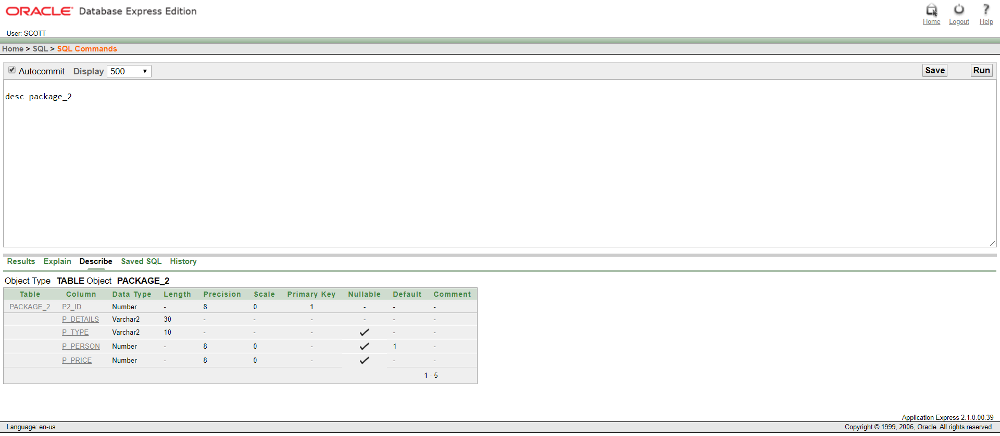 ORACLE Database Express Edition
Home Logout Help
User: SCOTT
Home > SQL > SQL Commands
Autocommit Display 500 Save Run
desc package_2
Results Explain Describe Saved SQL History
Object Type TABLE Object PACKAGE_2
Table Column Data Type Length Precision Scale Primary Key Nullable Default Comment
PACKAGE_2 P2_ID Number - 8 0 1 - - -
P_DETAILS Varchar2 30 - - - - - -
P_TYPE Varchar2 10 - - - - -
P_PERSON Number - 8 0 - 1 -
P_PRICE Number - 8 0 - - -
1 - 5
Application Express 2.1.0.00.39
Language: en-us Copyright © 1999, 2006, Oracle. All rights reserved.